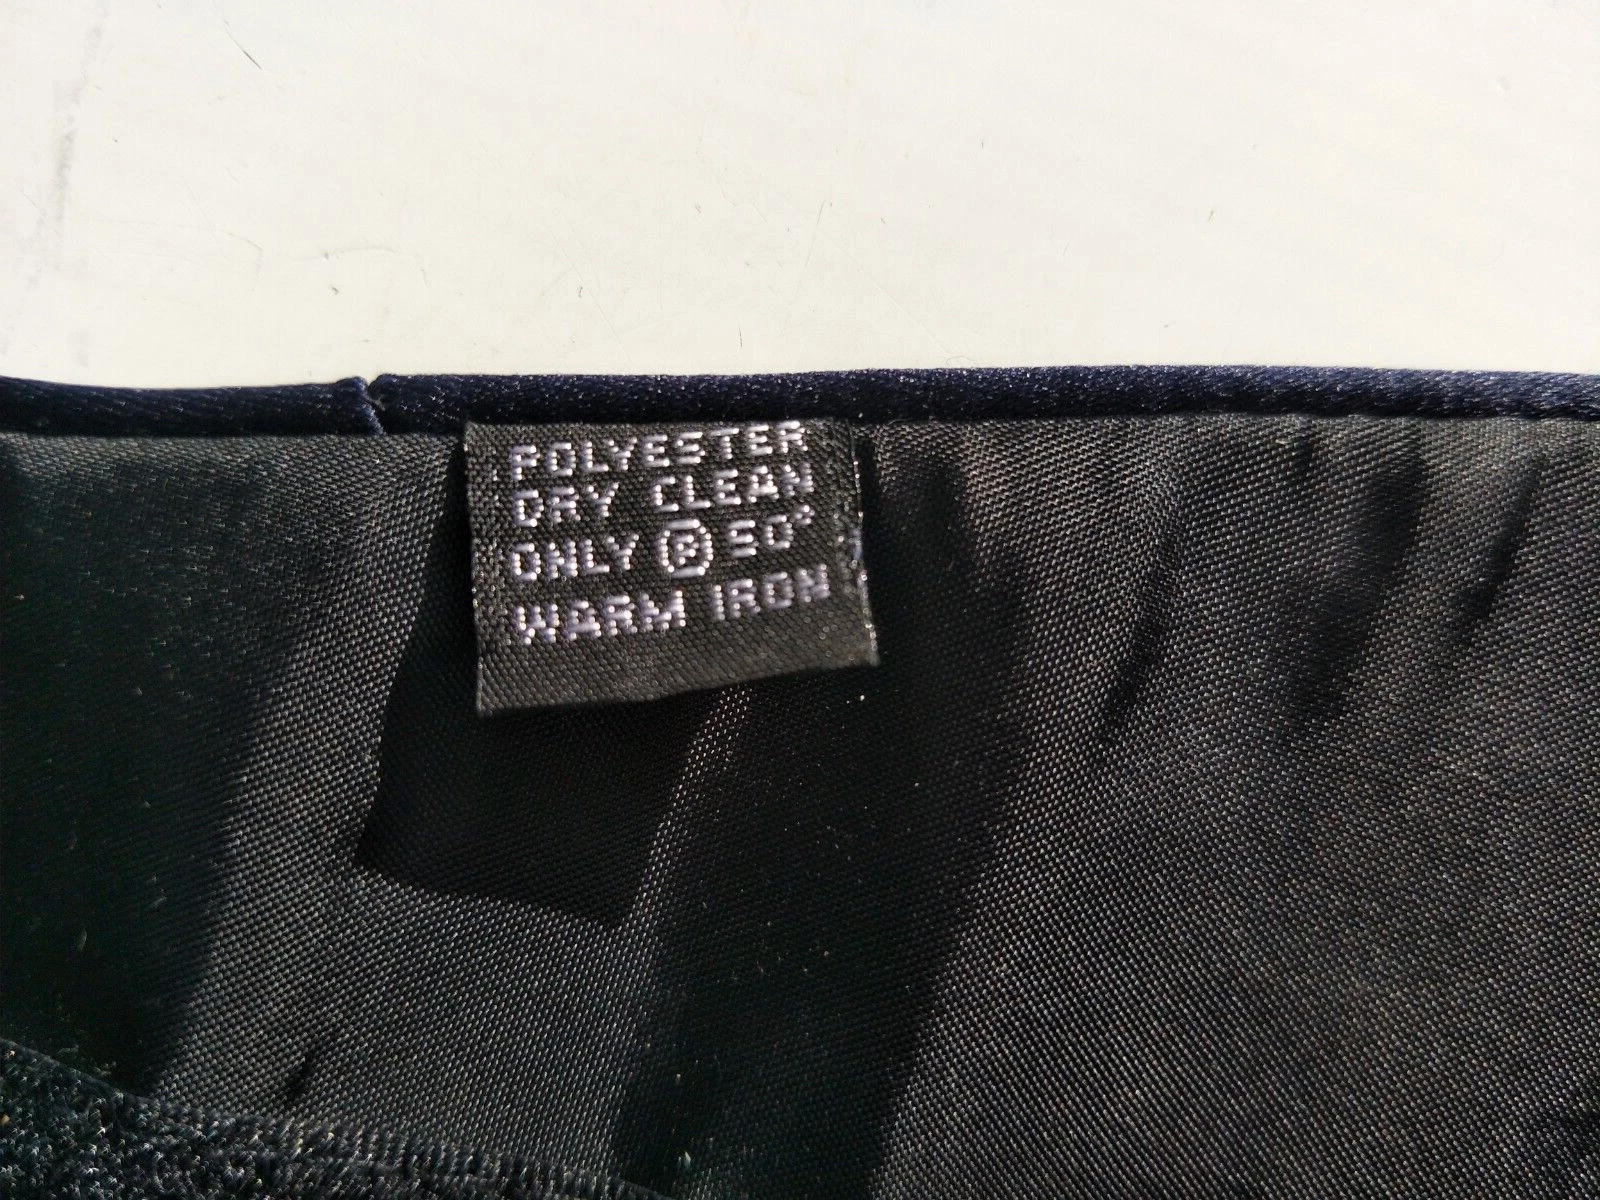 POLYESTER
DRY CLEAN
ONLY Ⓟ 50°
WARM IRON